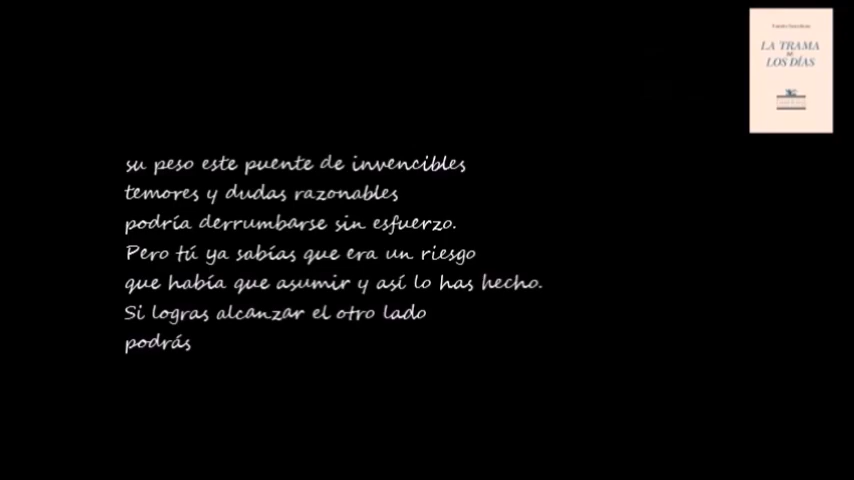 LA TRAMA
DE
LOS DÍAS
su peso este puente de invencibles
temores y dudas razonables
podría derrumbarse sin esfuerzo.
Pero tú ya sabías que era un riesgo
que había que asumir y así lo has hecho.
Si logras alcanzar el otro lado
podrás